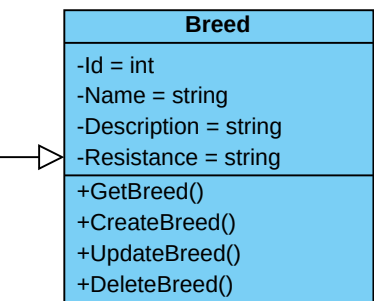 Breed
-Id = int
-Name = string
-Description = string
-Resistance = string
+GetBreed()
+CreateBreed()
+UpdateBreed()
+DeleteBreed()